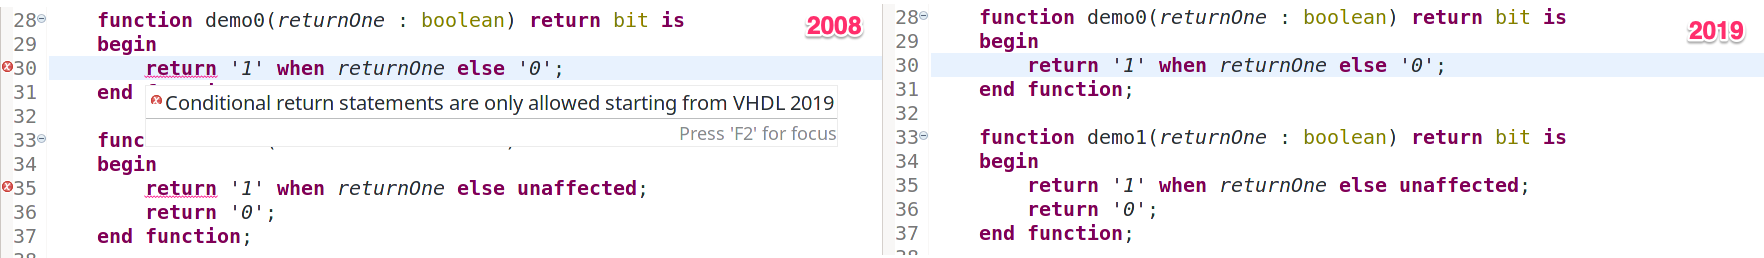 28 function demo0(returnOne : boolean) return bit is
2008
29 begin
30 return '1' when returnOne else '0';
31 end
Conditional return statements are only allowed starting from VHDL 2019
32
Press 'F2' for focus
33 func
34 begin
35 return '1' when returnOne else unaffected;
36 return '0';
37 end function;
28 function demo0(returnOne : boolean) return bit is
2019
29 begin
30 return '1' when returnOne else '0';
31 end function;
32
33 function demo1(returnOne : boolean) return bit is
34 begin
35 return '1' when returnOne else unaffected;
36 return '0';
37 end function;